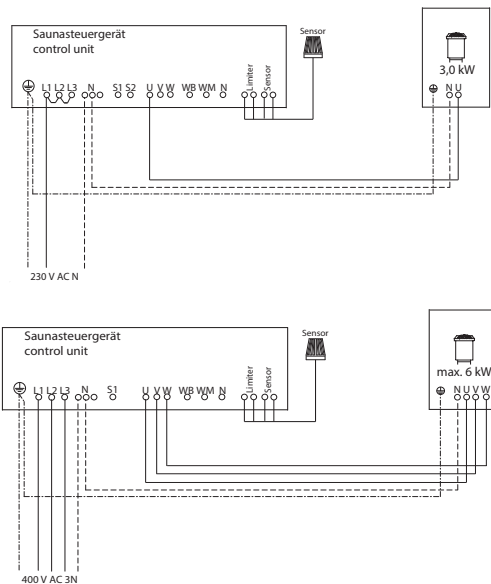 Saunasteuergerät
control unit
Sensor
3,0 kW
L1 L2 L3 N S1 S2 U V W WB WM N Limiter Sensor
N U
230 V AC N
Saunasteuergerät
control unit
Sensor
max. 6 kW
L1 L2 L3 N S1 U V W WB WM N Limiter Sensor
N U V W
400 V AC 3N